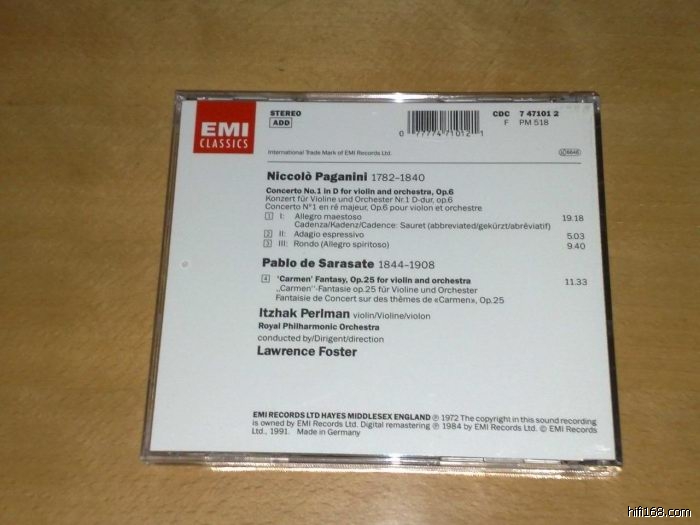 EMI
CLASSICS
STEREO
ADD
CDC 7 47101 2
F PM 518
0 77774 71012 1
International Trade Mark of EMI Records Ltd.
Niccolò Paganini 1782–1840
Concerto No.1 in D for violin and orchestra, Op.6
Konzert für Violine und Orchester Nr.1 D-dur, op.6
Concerto N°1 en ré majeur, Op.6 pour violon et orchestre
1 I: Allegro maestoso 19.18
Cadenza/Kadenz/Cadence: Sauret (abbreviated/gekürzt/abréviatif)
2 II: Adagio espressivo 5.03
3 III: Rondo (Allegro spiritoso) 9.40
Pablo de Sarasate 1844–1908
4 'Carmen' Fantasy, Op.25 for violin and orchestra 11.33
„Carmen"-Fantasie op.25 für Violine und Orchester
Fantaisie de Concert sur des thèmes de «Carmen», Op.25
Itzhak Perlman violin/Violine/violon
Royal Philharmonic Orchestra
conducted by/Dirigent/direction
Lawrence Foster
EMI RECORDS LTD HAYES MIDDLESEX ENGLAND ℗ 1972 The copyright in this sound recording
is owned by EMI Records Ltd. Digital remastering ℗ 1984 by EMI Records Ltd. © EMI Records
Ltd., 1991. Made in Germany
hifi168.com